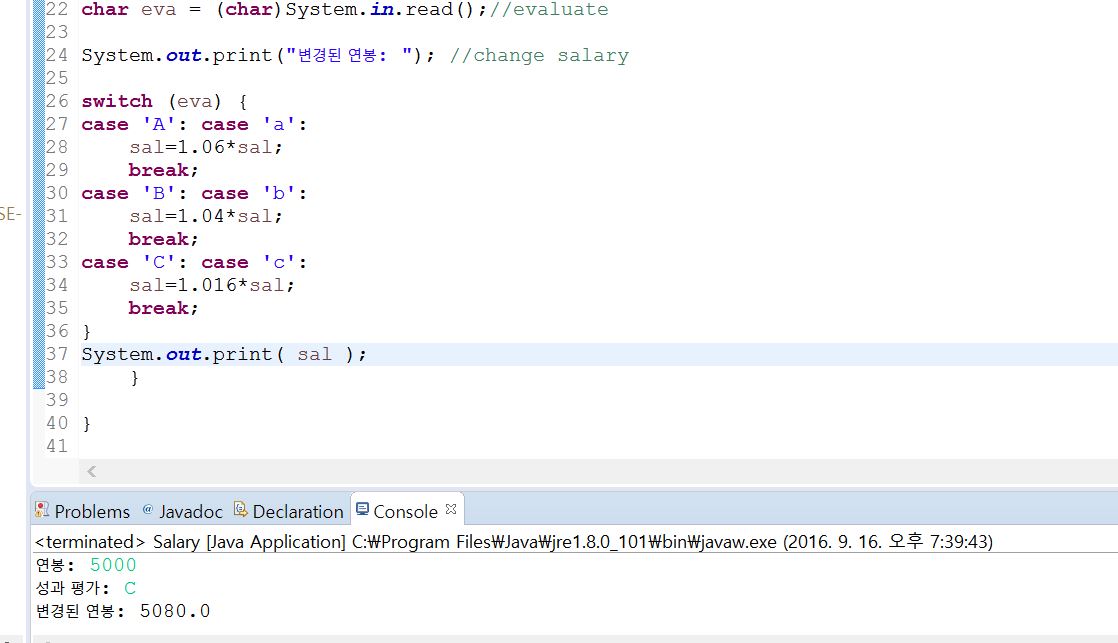 22 char eva = (char)System.in.read();//evaluate
23
24 System.out.print("변경된 연봉: "); //change salary
25
26 switch (eva) {
27 case 'A': case 'a':
28     sal=1.06*sal;
29     break;
30 case 'B': case 'b':
SE-
31     sal=1.04*sal;
32     break;
33 case 'C': case 'c':
34     sal=1.016*sal;
35     break;
36 }
37 System.out.print( sal );
38     }
39
40 }
41
Problems @ Javadoc Declaration Console
<terminated> Salary [Java Application] C:₩Program Files₩Java₩jre1.8.0_101₩bin₩javaw.exe (2016. 9. 16. 오후 7:39:43)
연봉: 5000
성과 평가: C
변경된 연봉: 5080.0